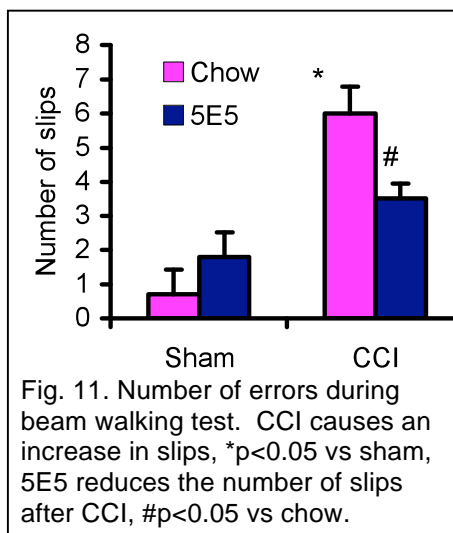 8
7
6
5
4
3
2
1
0
Number of slips
Chow
5E5
*
#
Sham CCI
Fig. 11. Number of errors during
beam walking test. CCI causes an
increase in slips, *p<0.05 vs sham,
5E5 reduces the number of slips
after CCI, #p<0.05 vs chow.